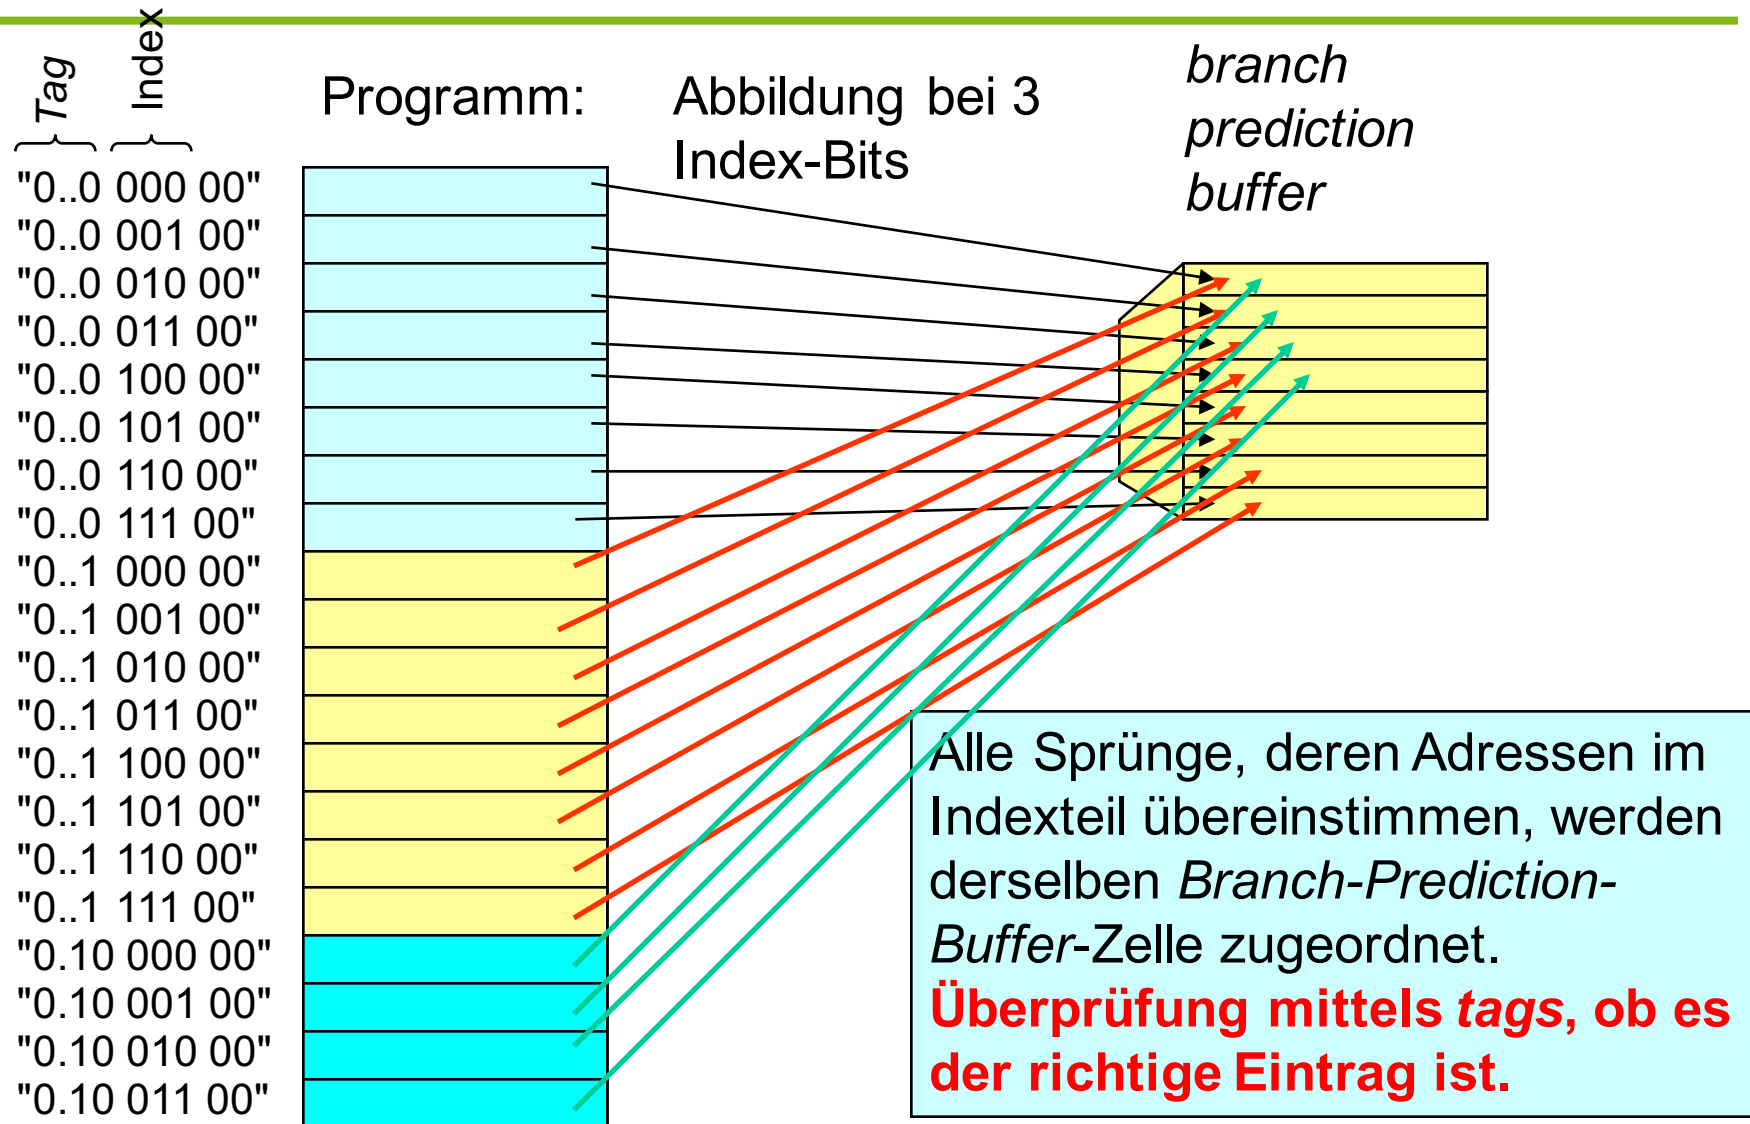 Tag
Index
Programm:
Abbildung bei 3
Index-Bits
branch
prediction
buffer
"0..0 000 00"
"0..0 001 00"
"0..0 010 00"
"0..0 011 00"
"0..0 100 00"
"0..0 101 00"
"0..0 110 00"
"0..0 111 00"
"0..1 000 00"
"0..1 001 00"
"0..1 010 00"
"0..1 011 00"
"0..1 100 00"
"0..1 101 00"
"0..1 110 00"
"0..1 111 00"
"0.10 000 00"
"0.10 001 00"
"0.10 010 00"
"0.10 011 00"
Alle Sprünge, deren Adressen im
Indexteil übereinstimmen, werden
derselben Branch-Prediction-
Buffer-Zelle zugeordnet.
Überprüfung mittels tags, ob es
der richtige Eintrag ist.